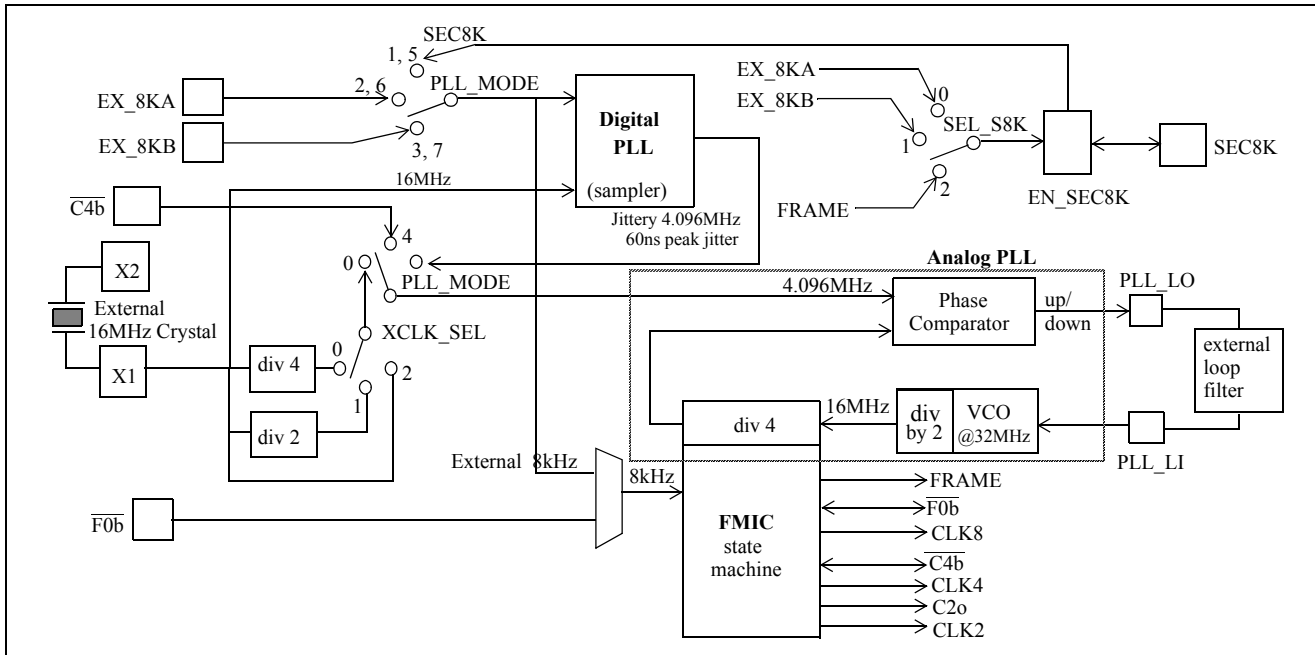 SEC8K
1, 5
EX_8KA
2, 6
PLL_MODE
EX_8KB
3, 7
16MHz
Digital
PLL
(sampler)
Jittery 4.096MHz
60ns peak jitter
EX_8KA
EX_8KB
0
1
SEL_S8K
2
FRAME
EN_SEC8K
SEC8K
C4b
4
0
PLL_MODE
X2
External
16MHz Crystal
X1
div 4
0
XCLK_SEL
2
1
div 2
Analog PLL
4.096MHz
Phase
Comparator
up/
down
PLL_LO
external
loop
filter
PLL_LI
VCO
@32MHz
div
by 2
16MHz
div 4
External 8kHz
8kHz
F0b
FMIC
state
machine
FRAME
F0b
CLK8
C4b
CLK4
C2o
CLK2